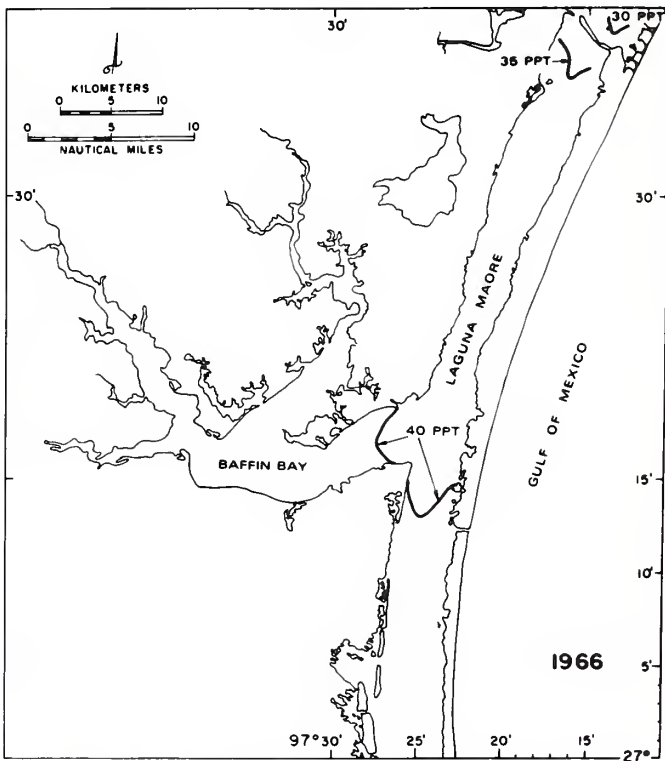 30'
30 PPT
35 PPT
KILOMETERS
0 5 10
0 5 10
NAUTICAL MILES
30'
30'
LAGUNA MADRE
GULF OF MEXICO
40 PPT
BAFFIN BAY
15'
10'
5'
1966
97° 30'
25'
20'
15'
27°